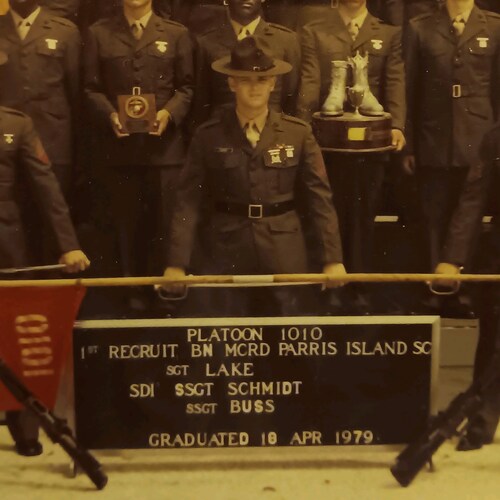 PLATOON 1010
1ST RECRUIT BN MCRD PARRIS ISLAND SC
SGT LAKE
SDI SSGT SCHMIDT
SSGT BUSS
GRADUATED 18 APR 1979
1010